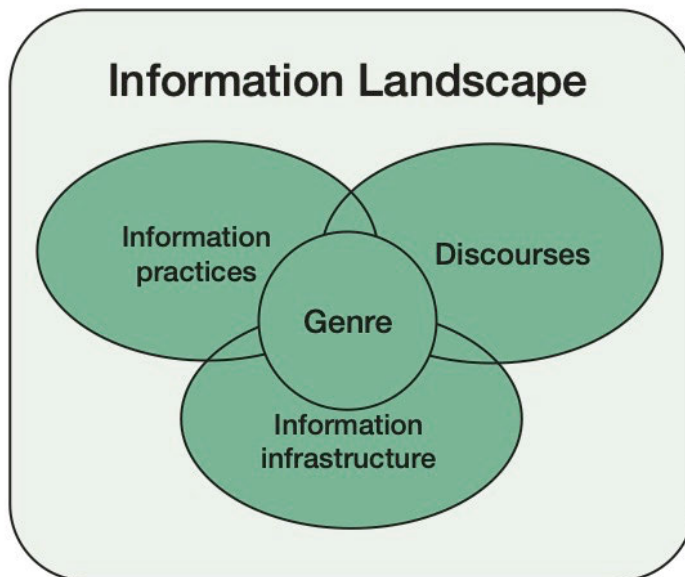 Information Landscape
Information
practices
Discourses
Genre
Information
infrastructure